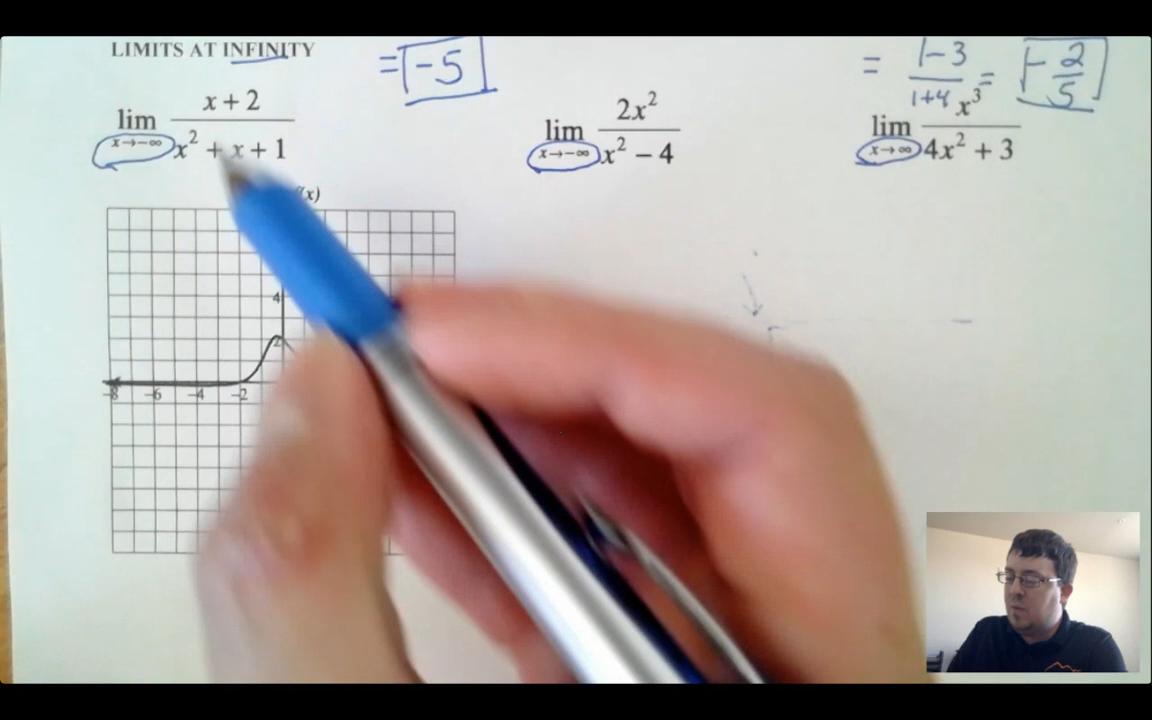 LIMITS AT INFINITY
= -5
= 1-3/1+4 = -2/5
lim x→-∞ x+2/x²+x+1
lim x→-∞ 2x²/x²-4
lim x→∞ x³/4x²+3
(x)
4
2
-8 -6 -4 -2